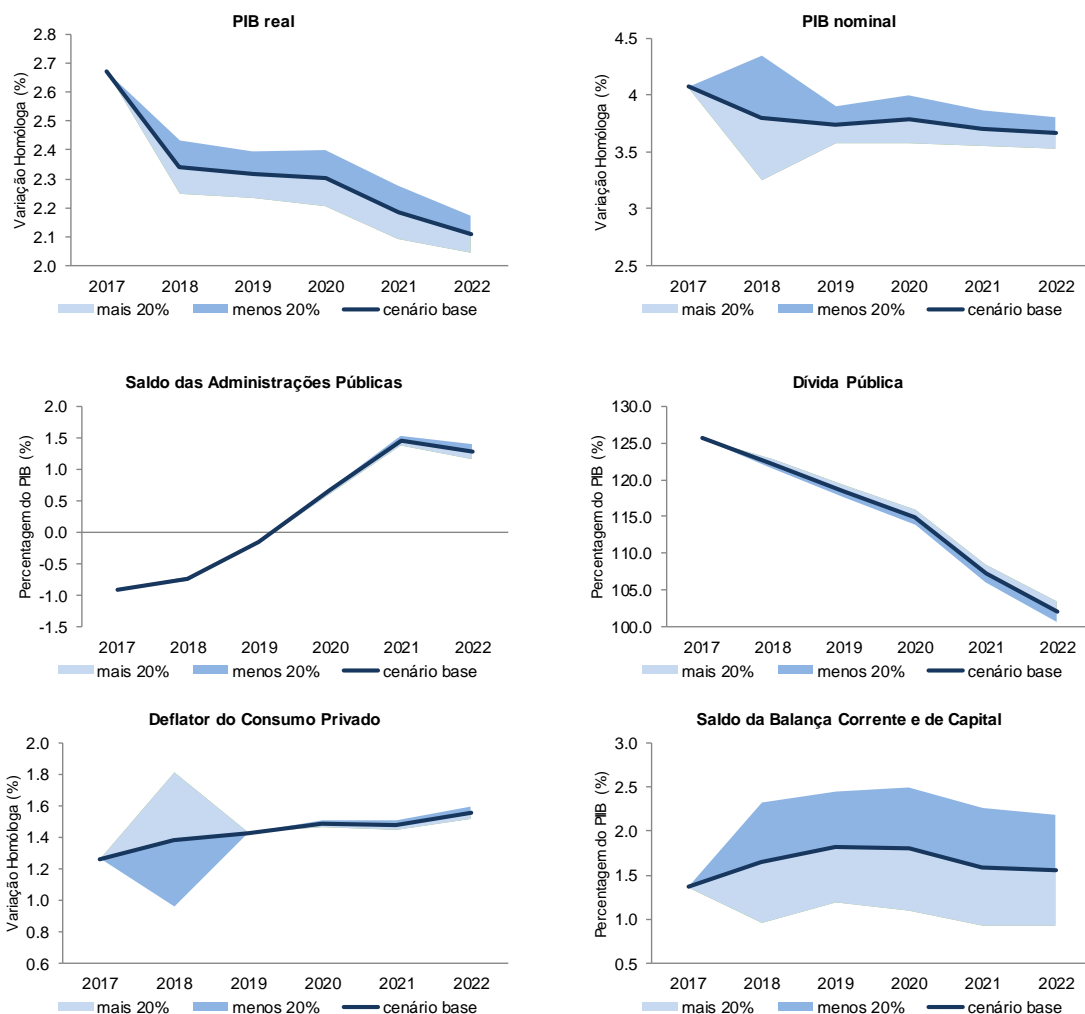 PIB real
Variação Homóloga (%)
2.8
2.7
2.6
2.5
2.4
2.3
2.2
2.1
2.0
2017 2018 2019 2020 2021 2022
mais 20% menos 20% cenário base
PIB nominal
Variação Homóloga (%)
4.5
4
3.5
3
2.5
2017 2018 2019 2020 2021 2022
mais 20% menos 20% cenário base
Saldo das Administrações Públicas
Percentagem do PIB (%)
2.0
1.5
1.0
0.5
0.0
-0.5
-1.0
-1.5
2017 2018 2019 2020 2021 2022
mais 20% menos 20% cenário base
Dívida Pública
Percentagem do PIB (%)
130.0
125.0
120.0
115.0
110.0
105.0
100.0
2017 2018 2019 2020 2021 2022
mais 20% menos 20% cenário base
Deflator do Consumo Privado
Variação Homóloga (%)
2.0
1.8
1.6
1.4
1.2
1.0
0.8
0.6
2017 2018 2019 2020 2021 2022
mais 20% menos 20% cenário base
Saldo da Balança Corrente e de Capital
Percentagem do PIIB (%)
3.0
2.5
2.0
1.5
1.0
0.5
2017 2018 2019 2020 2021 2022
mais 20% menos 20% cenário base